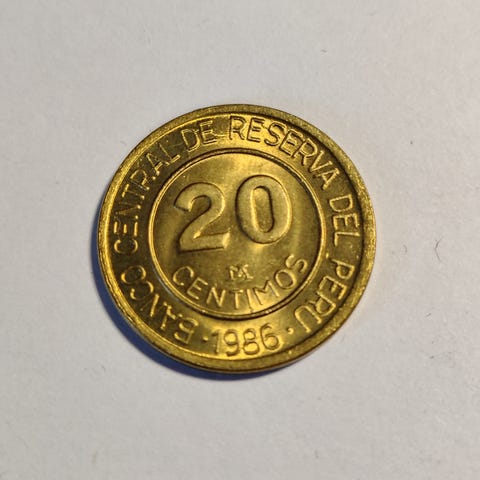 BANCO CENTRAL DE RESERVA DEL PERU
20
CENTIMOS
· 1986 ·